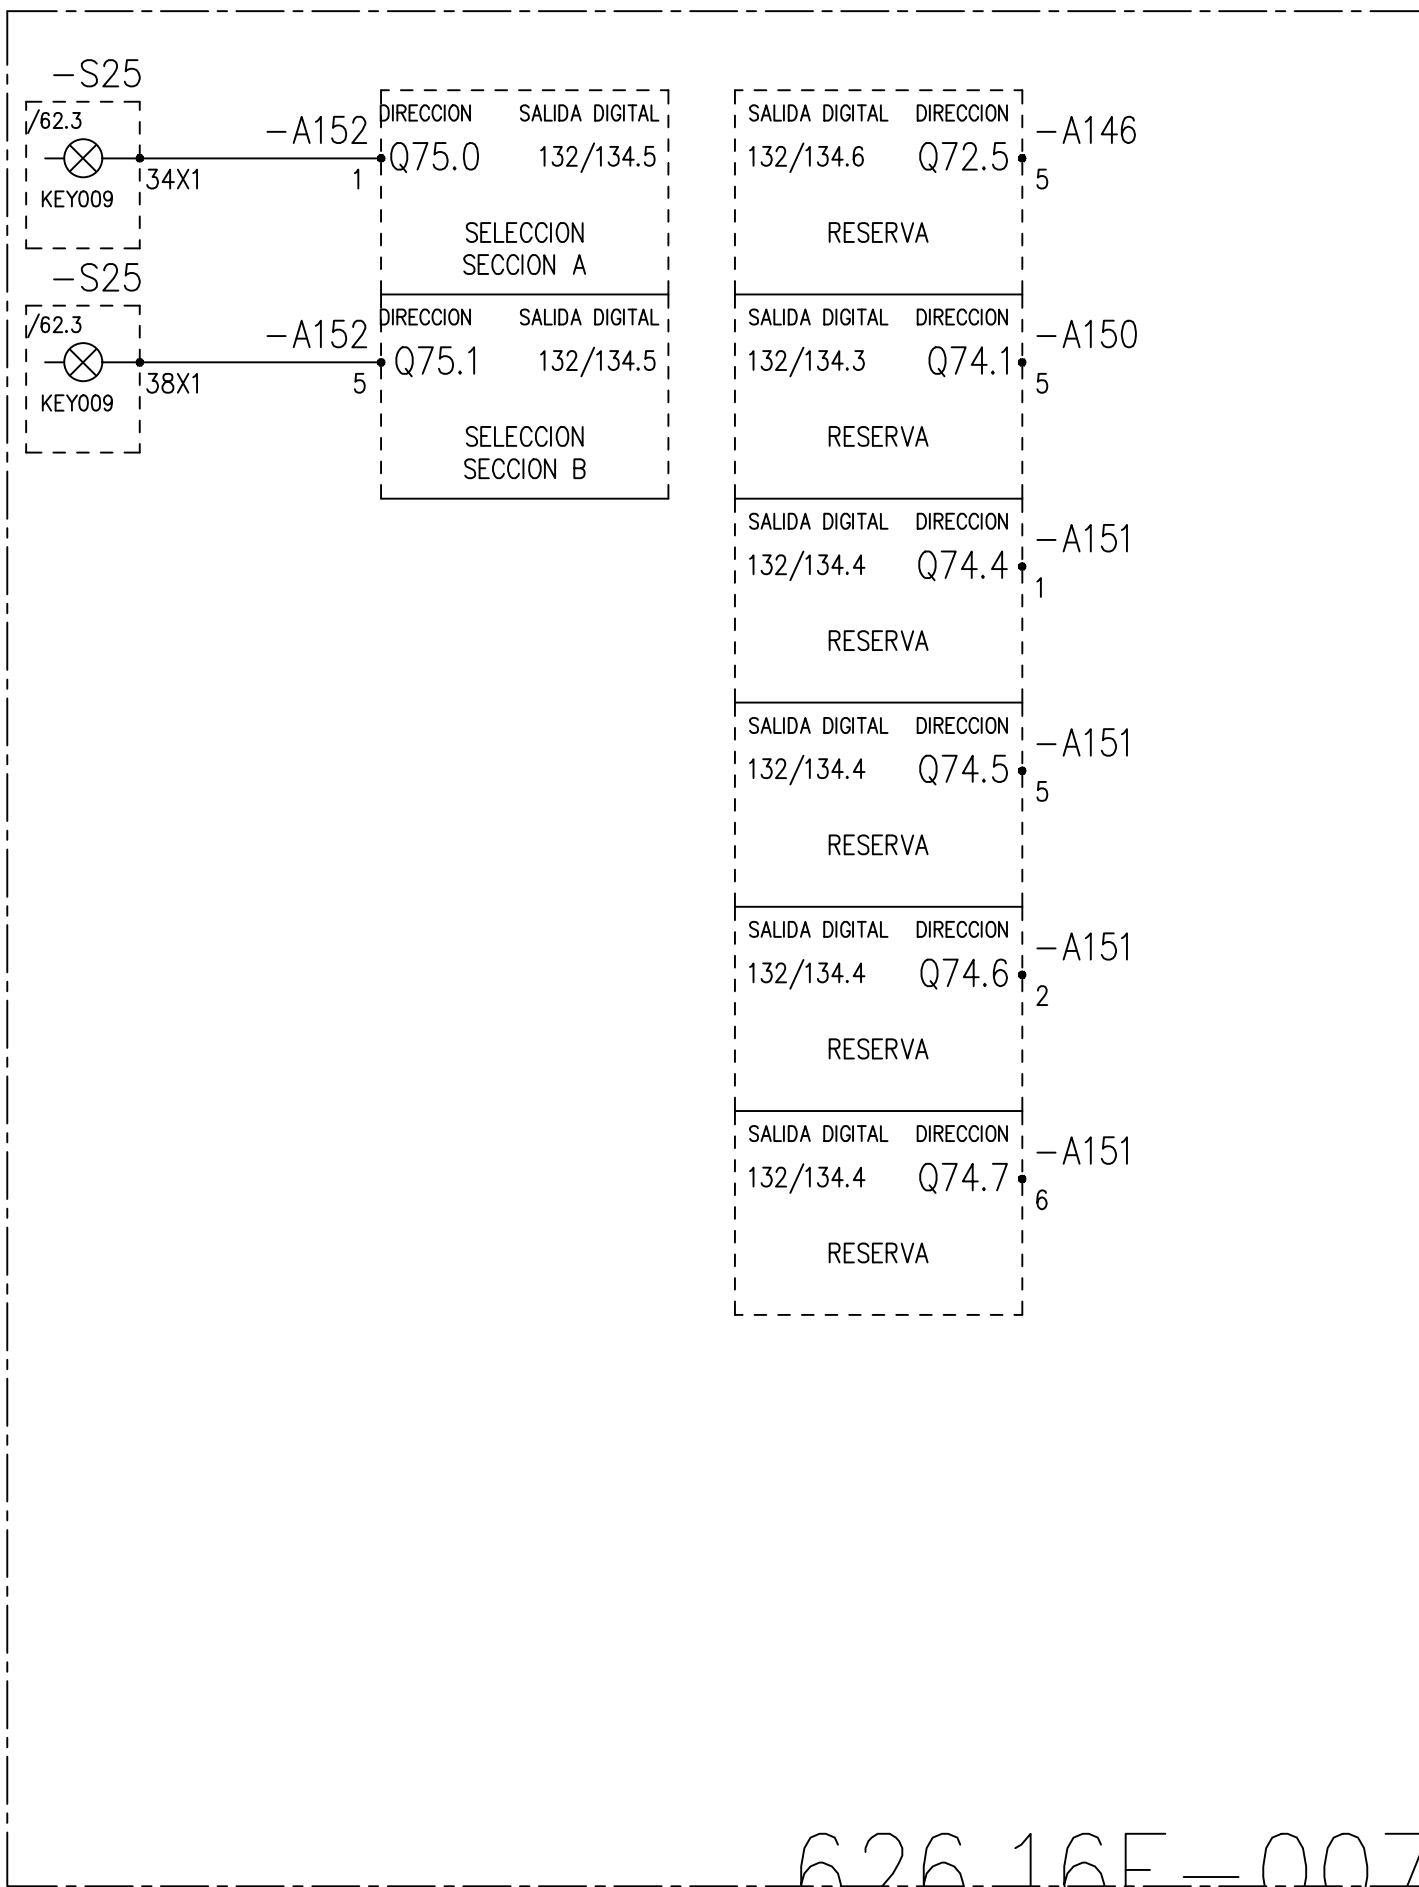 -S25
/62.3
KEY009
34X1
-A152
1
DIRECCION SALIDA DIGITAL
Q75.0 132/134.5
SELECCION
SECCION A
-S25
/62.3
KEY009
38X1
-A152
5
DIRECCION SALIDA DIGITAL
Q75.1 132/134.5
SELECCION
SECCION B
SALIDA DIGITAL DIRECCION
132/134.6 Q72.5
RESERVA
-A146
5
SALIDA DIGITAL DIRECCION
132/134.3 Q74.1
RESERVA
-A150
5
SALIDA DIGITAL DIRECCION
132/134.4 Q74.4
RESERVA
-A151
1
SALIDA DIGITAL DIRECCION
132/134.4 Q74.5
RESERVA
-A151
5
SALIDA DIGITAL DIRECCION
132/134.4 Q74.6
RESERVA
-A151
2
SALIDA DIGITAL DIRECCION
132/134.4 Q74.7
RESERVA
-A151
6